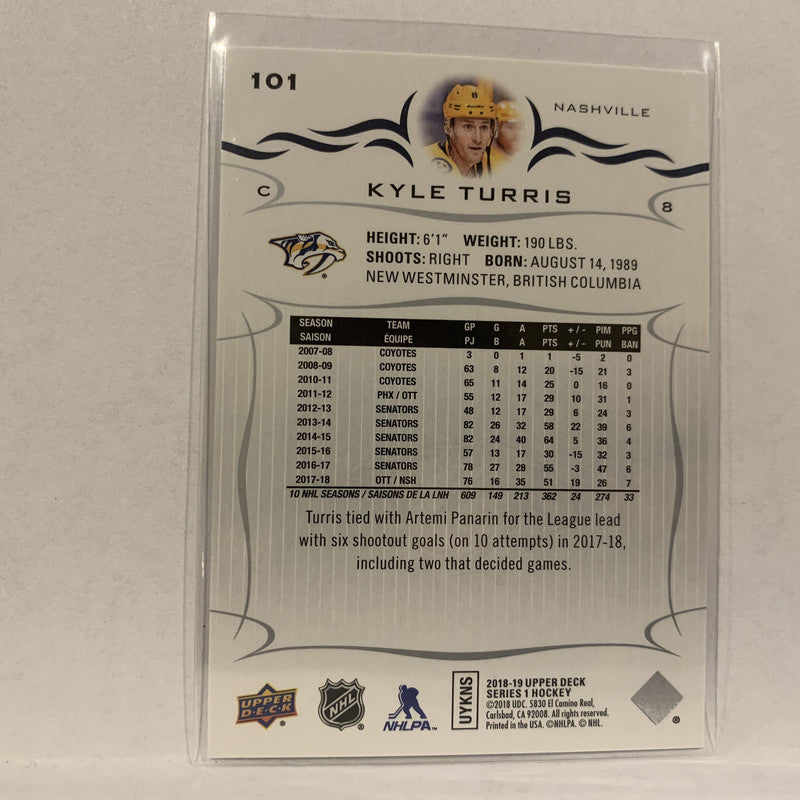 101
NASHVILLE
C KYLE TURRIS 8
HEIGHT: 6'1" WEIGHT: 190 LBS.
SHOOTS: RIGHT BORN: AUGUST 14, 1989
NEW WESTMINSTER, BRITISH COLUMBIA
SEASON TEAM GP G A PTS + / - PIM PPG
SAISON ÉQUIPE PJ B A PTS + / - PUN BAN
2007-08 COYOTES 3 0 1 1 -5 2 0
2008-09 COYOTES 63 8 12 20 -15 21 3
2010-11 COYOTES 65 11 14 25 0 16 0
2011-12 PHX / OTT 55 12 17 29 10 31 1
2012-13 SENATORS 48 12 17 29 6 24 3
2013-14 SENATORS 82 26 32 58 22 39 6
2014-15 SENATORS 82 24 40 64 5 36 4
2015-16 SENATORS 57 13 17 30 -15 32 3
2016-17 SENATORS 78 27 28 55 -3 47 6
2017-18 OTT / NSH 76 16 35 51 19 26 7
10 NHL SEASONS / SAISONS DE LA LNH 609 149 213 362 24 274 33
Turris tied with Artemi Panarin for the League lead
with six shootout goals (on 10 attempts) in 2017-18,
including two that decided games.
UPPER
DECK
NHL
NHLPA
UYKNS
2018-19 UPPER DECK
SERIES 1 HOCKEY
©2018 UDC. 5830 El Camino Real,
Carlsbad, CA 92008. All rights reserved.
Printed in the USA. ©NHLPA. © NHL.